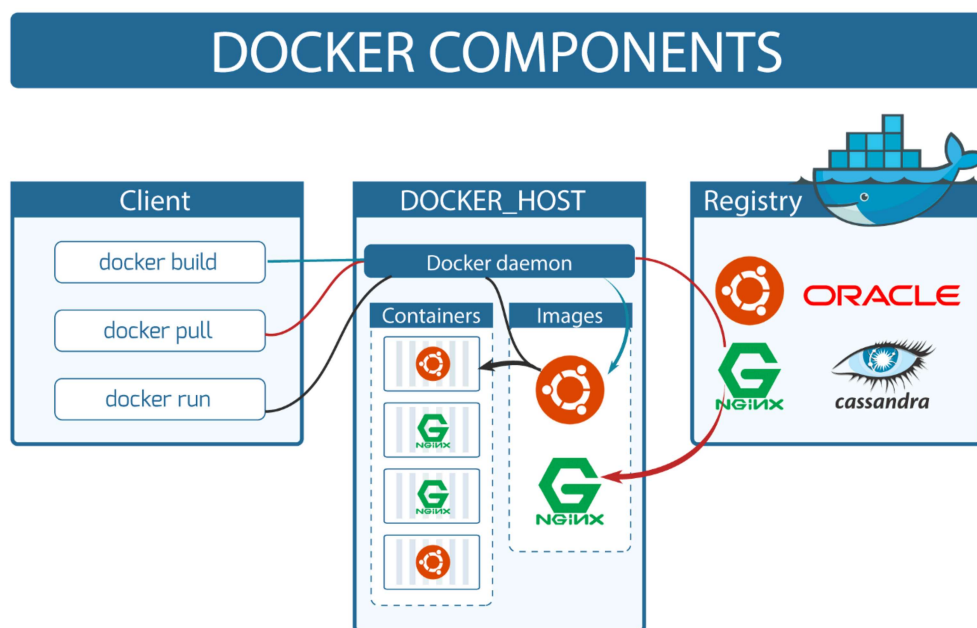 DOCKER COMPONENTS
Client
docker build
docker pull
docker run
DOCKER_HOST
Docker daemon
Containers
NGiNX
NGiNX
Images
NGiNX
Registry
ORACLE
NGiNX
cassandra